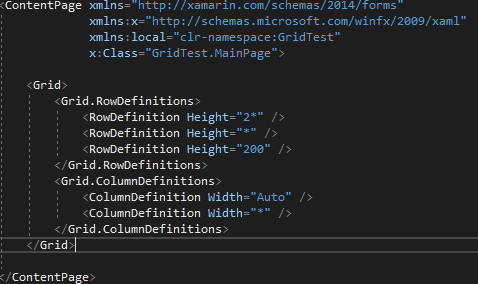 <ContentPage xmlns="http://xamarin.com/schemas/2014/forms"
xmlns:x="http://schemas.microsoft.com/winfx/2009/xaml"
xmlns:local="clr-namespace:GridTest"
x:Class="GridTest.MainPage">
<Grid>
<Grid.RowDefinitions>
<RowDefinition Height="2*" />
<RowDefinition Height="*" />
<RowDefinition Height="200" />
</Grid.RowDefinitions>
<Grid.ColumnDefinitions>
<ColumnDefinition Width="Auto" />
<ColumnDefinition Width="*" />
</Grid.ColumnDefinitions>
</Grid>
</ContentPage>